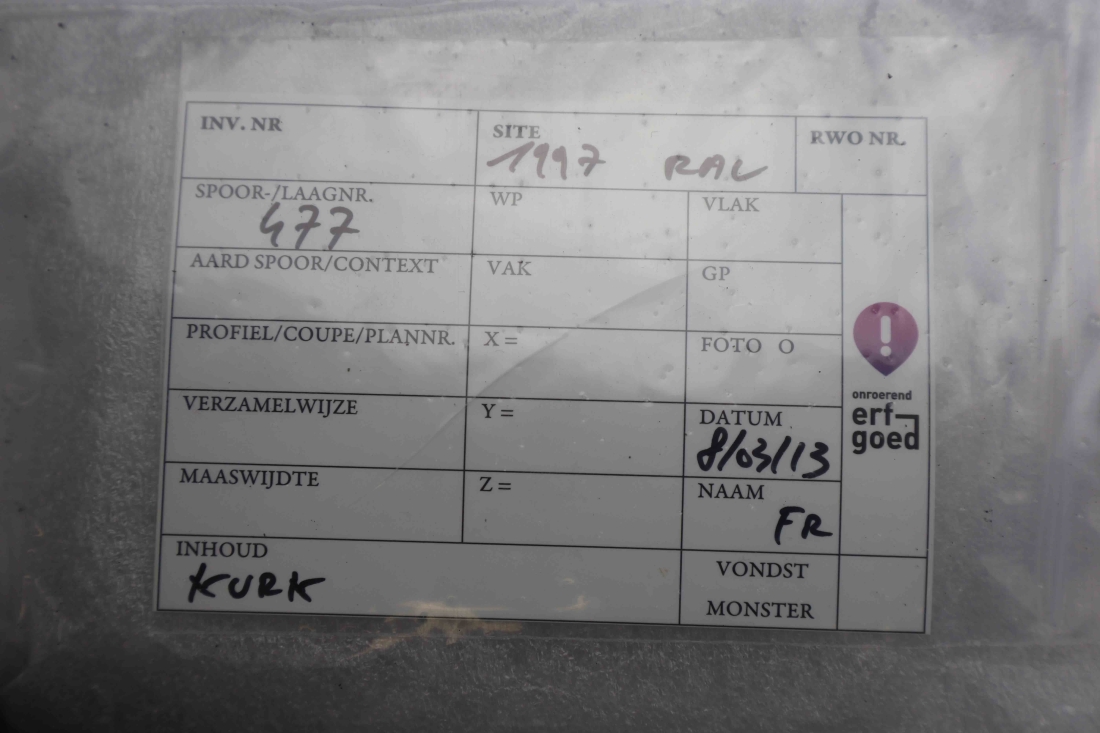 INV. NR
SITE
1997 RAL
RWO NR.
SPOOR-/LAAGNR.
477
WP
VLAK
AARD SPOOR/CONTEXT
VAK
GP
PROFIEL/COUPE/PLANNR.
X =
FOTO O
VERZAMELWIJZE
Y =
DATUM
8/03/13
MAASWIJDTE
Z =
NAAM
FR
INHOUD
KURK
VONDST
MONSTER
onroerend
erf
goed